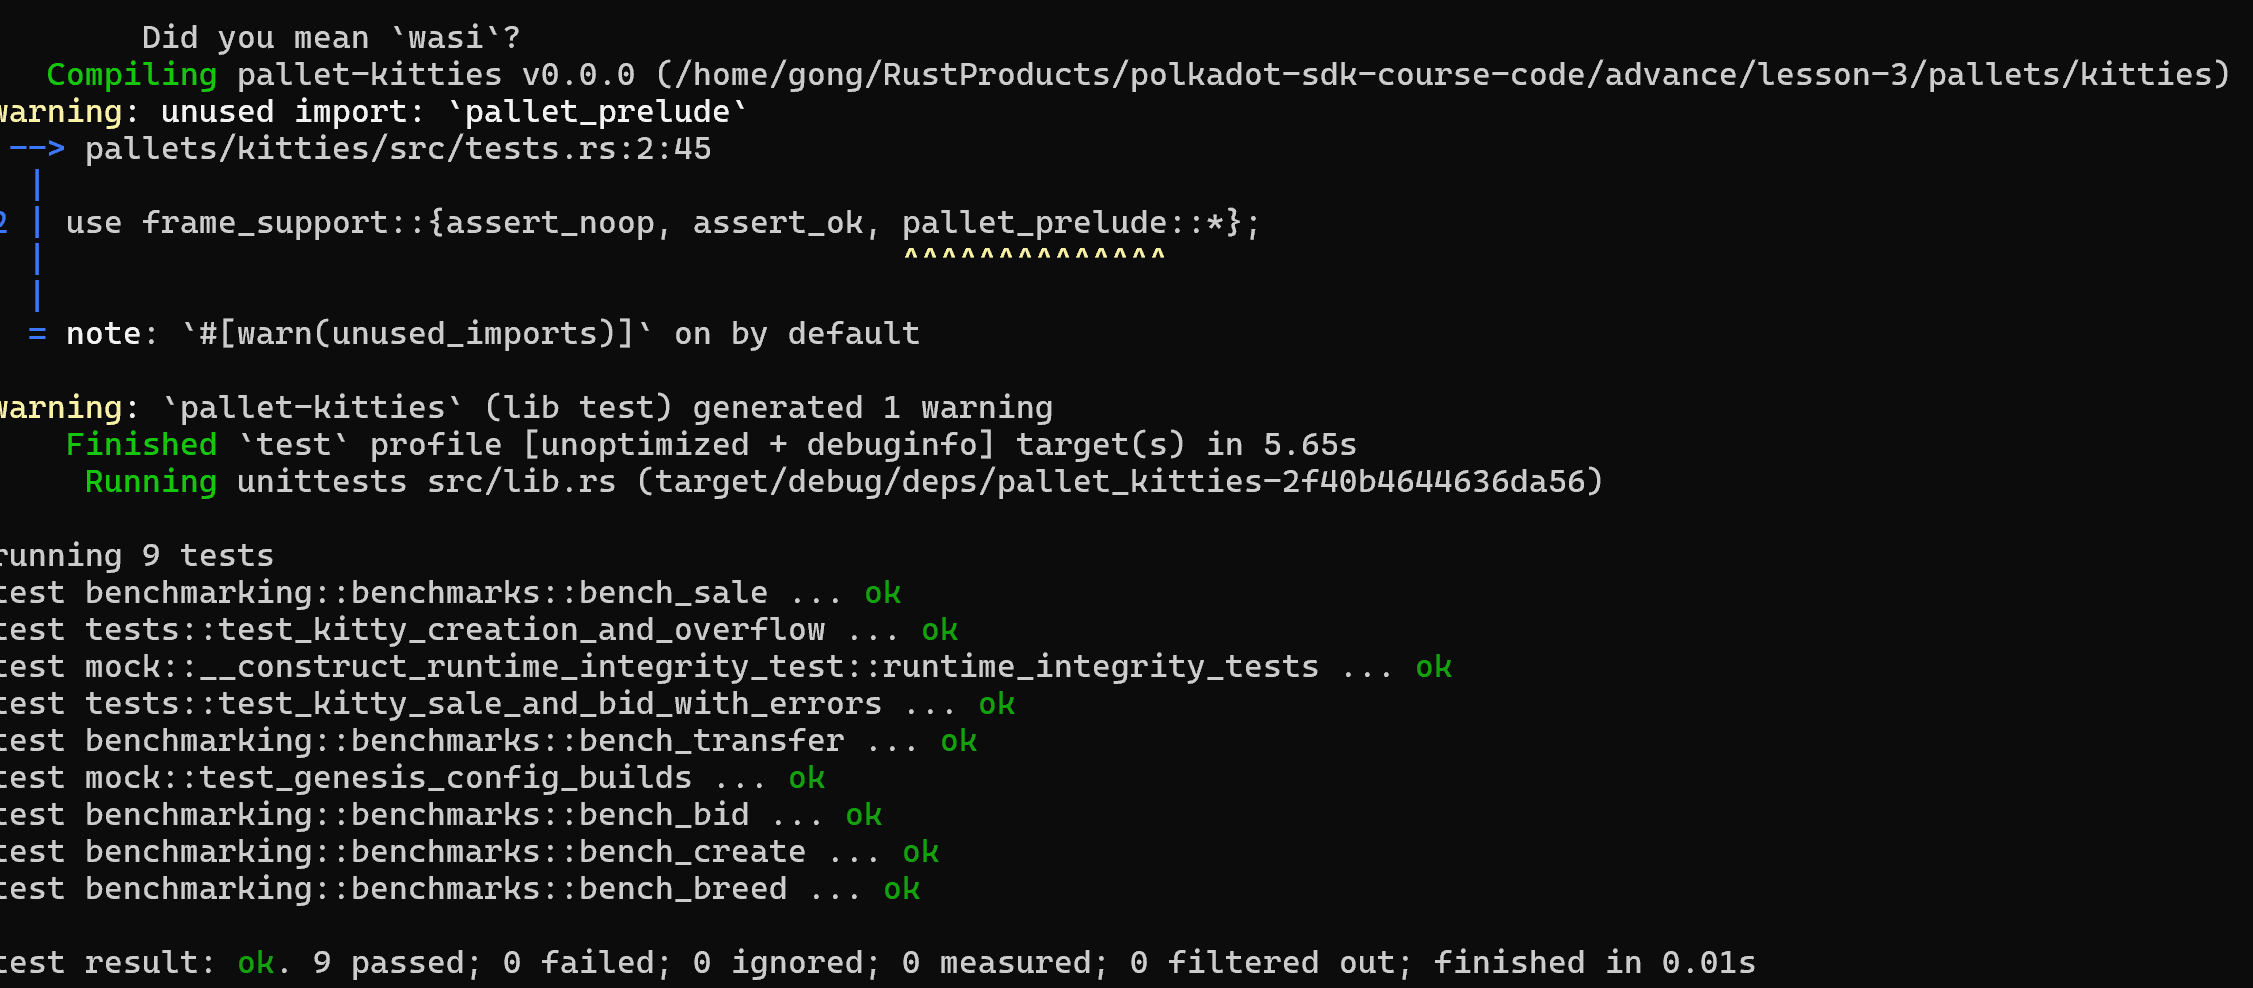 Did you mean `wasi`?
Compiling pallet-kitties v0.0.0 (/home/gong/RustProducts/polkadot-sdk-course-code/advance/lesson-3/pallets/kitties)
warning: unused import: `pallet_prelude`
--> pallets/kitties/src/tests.rs:2:45
|
2 | use frame_support::{assert_noop, assert_ok, pallet_prelude::*};
| ^^^^^^^^^^^^^^
|
= note: `#[warn(unused_imports)]` on by default
warning: `pallet-kitties` (lib test) generated 1 warning
Finished `test` profile [unoptimized + debuginfo] target(s) in 5.65s
Running unittests src/lib.rs (target/debug/deps/pallet_kitties-2f40b4644636da56)
running 9 tests
test benchmarking::benchmarks::bench_sale ... ok
test tests::test_kitty_creation_and_overflow ... ok
test mock::__construct_runtime_integrity_test::runtime_integrity_tests ... ok
test tests::test_kitty_sale_and_bid_with_errors ... ok
test benchmarking::benchmarks::bench_transfer ... ok
test mock::test_genesis_config_builds ... ok
test benchmarking::benchmarks::bench_bid ... ok
test benchmarking::benchmarks::bench_create ... ok
test benchmarking::benchmarks::bench_breed ... ok
test result: ok. 9 passed; 0 failed; 0 ignored; 0 measured; 0 filtered out; finished in 0.01s